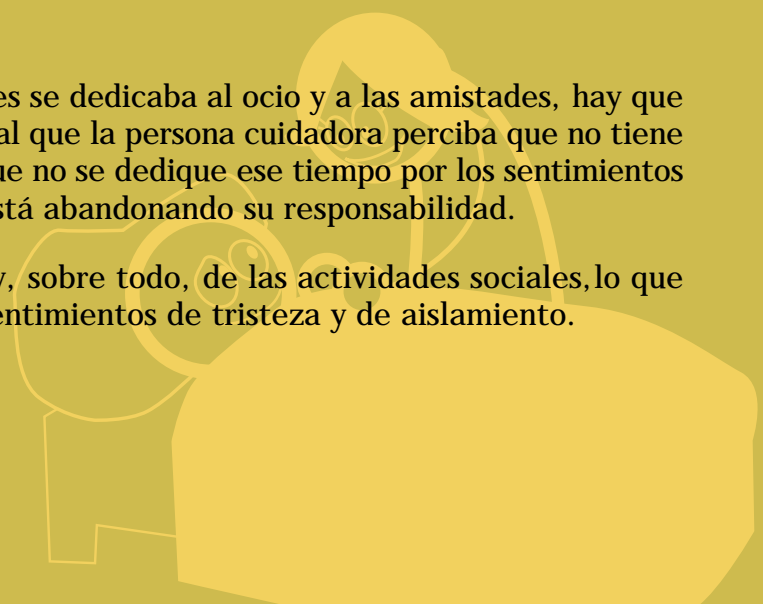 es se dedicaba al ocio y a las amistades, hay que
al que la persona cuidadora perciba que no tiene
ue no se dedique ese tiempo por los sentimientos
stá abandonando su responsabilidad.
y, sobre todo, de las actividades sociales, lo que
entimientos de tristeza y de aislamiento.